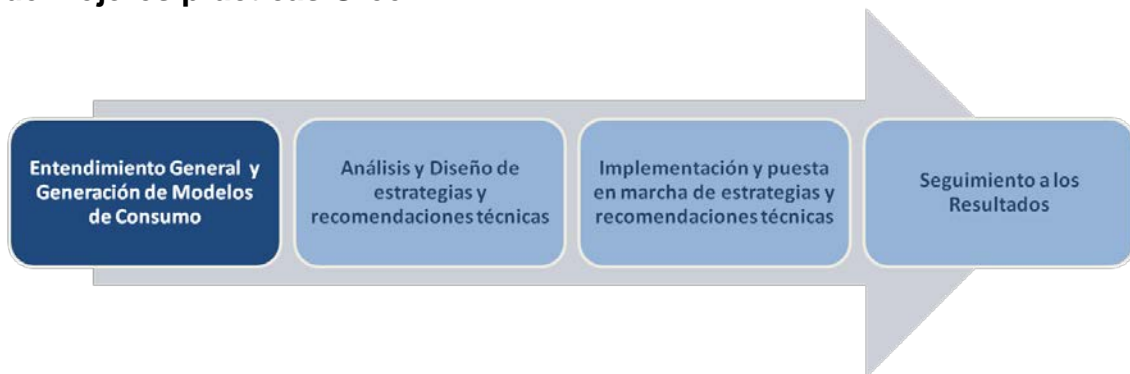 Entendimiento General y
Generación de Modelos
de Consumo
Análisis y Diseño de
estrategias y
recomendaciones técnicas
Implementación y puesta
en marcha de estrategias y
recomendaciones técnicas
Seguimiento a los
Resultados